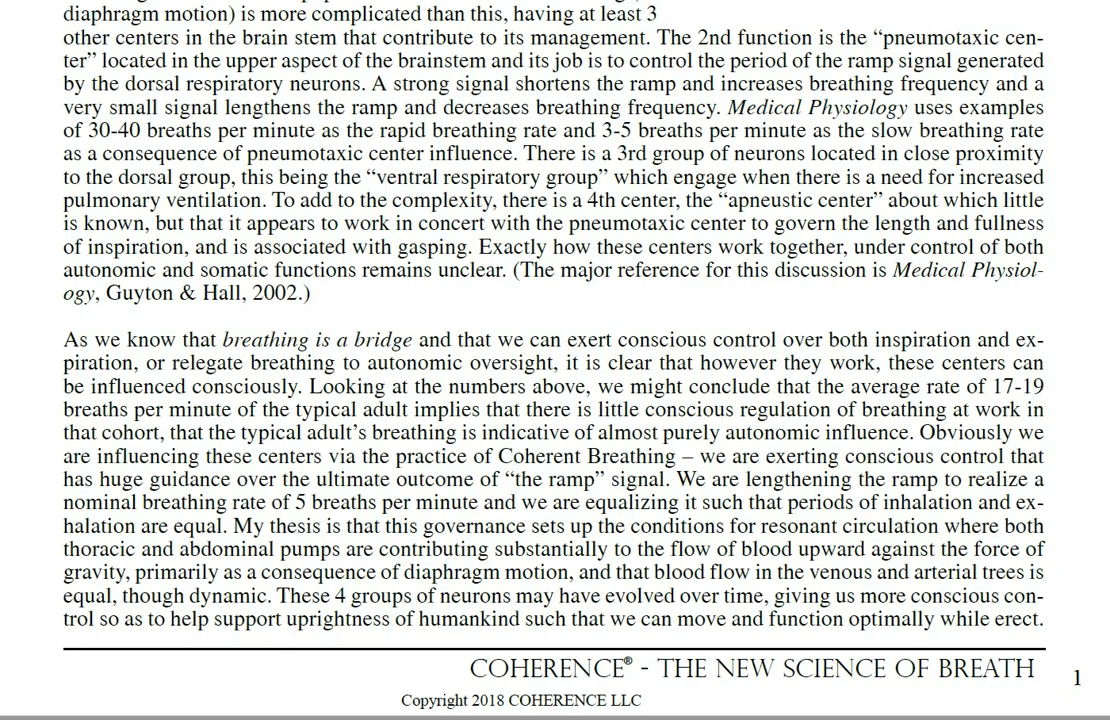 diaphragm motion) is more complicated than this, having at least 3
other centers in the brain stem that contribute to its management. The 2nd function is the “pneumotaxic cen-
ter” located in the upper aspect of the brainstem and its job is to control the period of the ramp signal generated
by the dorsal respiratory neurons. A strong signal shortens the ramp and increases breathing frequency and a
very small signal lengthens the ramp and decreases breathing frequency. Medical Physiology uses examples
of 30-40 breaths per minute as the rapid breathing rate and 3-5 breaths per minute as the slow breathing rate
as a consequence of pneumotaxic center influence. There is a 3rd group of neurons located in close proximity
to the dorsal group, this being the “ventral respiratory group” which engage when there is a need for increased
pulmonary ventilation. To add to the complexity, there is a 4th center, the “apneustic center” about which little
is known, but that it appears to work in concert with the pneumotaxic center to govern the length and fullness
of inspiration, and is associated with gasping. Exactly how these centers work together, under control of both
autonomic and somatic functions remains unclear. (The major reference for this discussion is Medical Physiol-
ogy, Guyton & Hall, 2002.)
As we know that breathing is a bridge and that we can exert conscious control over both inspiration and ex-
piration, or relegate breathing to autonomic oversight, it is clear that however they work, these centers can
be influenced consciously. Looking at the numbers above, we might conclude that the average rate of 17-19
breaths per minute of the typical adult implies that there is little conscious regulation of breathing at work in
that cohort, that the typical adult’s breathing is indicative of almost purely autonomic influence. Obviously we
are influencing these centers via the practice of Coherent Breathing – we are exerting conscious control that
has huge guidance over the ultimate outcome of “the ramp” signal. We are lengthening the ramp to realize a
nominal breathing rate of 5 breaths per minute and we are equalizing it such that periods of inhalation and ex-
halation are equal. My thesis is that this governance sets up the conditions for resonant circulation where both
thoracic and abdominal pumps are contributing substantially to the flow of blood upward against the force of
gravity, primarily as a consequence of diaphragm motion, and that blood flow in the venous and arterial trees is
equal, though dynamic. These 4 groups of neurons may have evolved over time, giving us more conscious con-
trol so as to help support uprightness of humankind such that we can move and function optimally while erect.
COHERENCE® - THE NEW SCIENCE OF BREATH
1
Copyright 2018 COHERENCE LLC